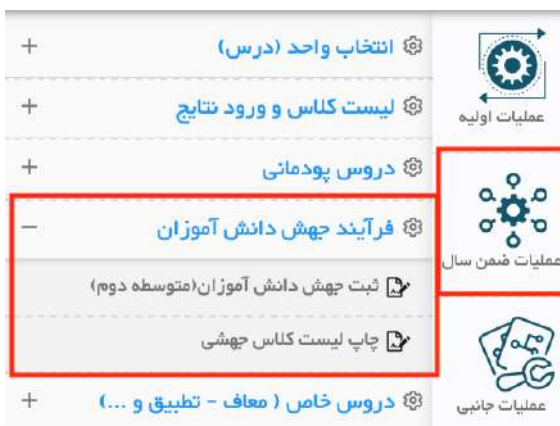 عملیات اولیه
عملیات ضمن سال
عملیات جانبی
انتخاب واحد (درس)
+
لیست کلاس و ورود نتایج
+
دروس پودمانی
+
فرآیند جهش دانش آموزان
−
ثبت جهش دانش آموزان(متوسطه دوم)
چاپ لیست کلاس جهشی
دروس خاص ( معاف - تطبیق و ...)
+